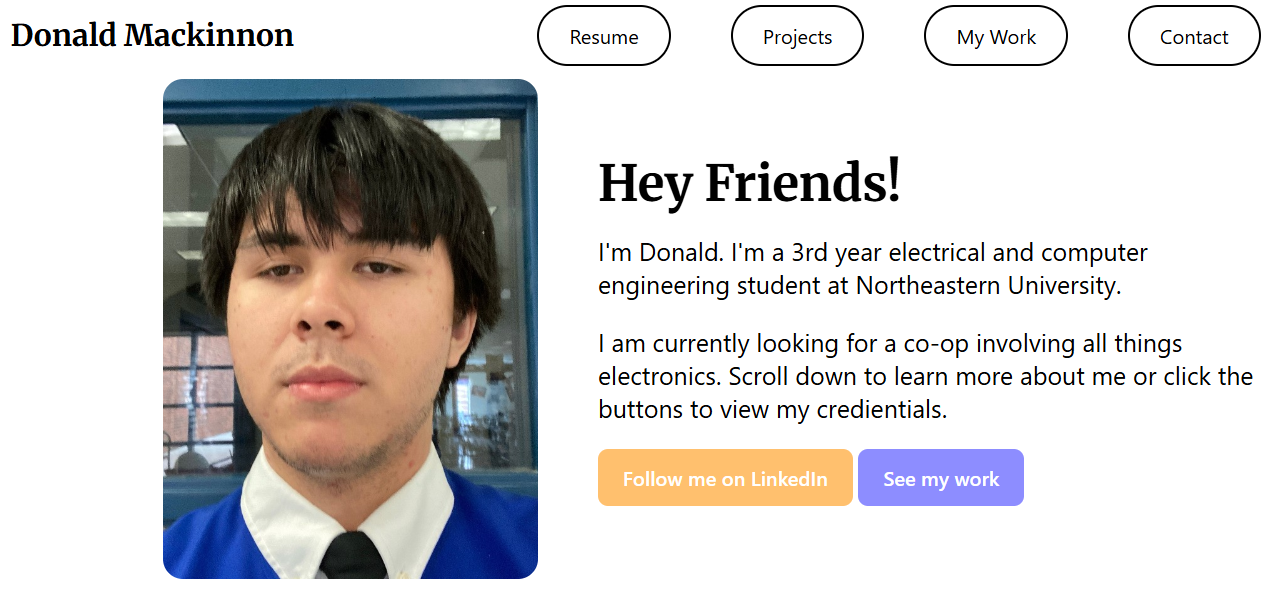 Donald Mackinnon
Resume
Projects
My Work
Contact
Hey Friends!
I'm Donald. I'm a 3rd year electrical and computer
engineering student at Northeastern University.
I am currently looking for a co-op involving all things
electronics. Scroll down to learn more about me or click the
buttons to view my credientials.
Follow me on LinkedIn
See my work